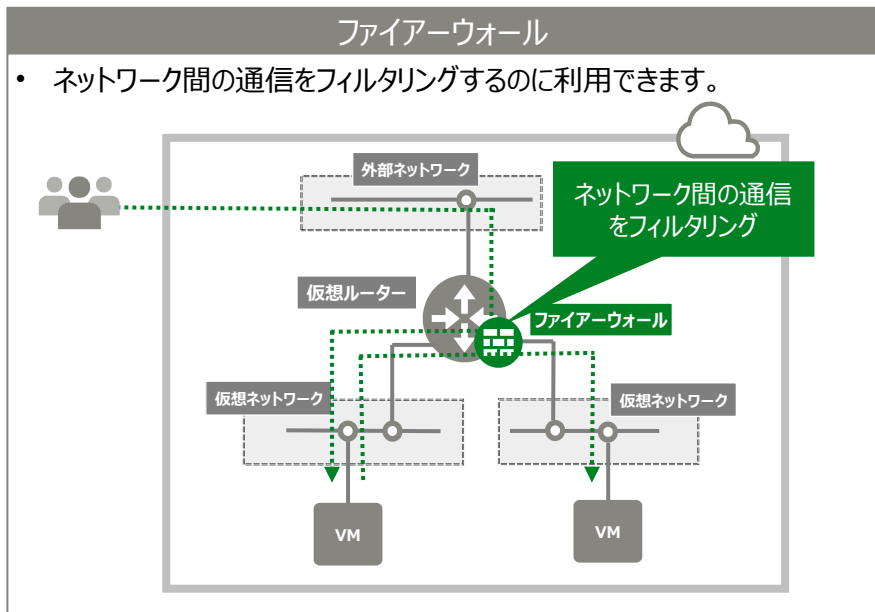 ファイアーウォール
• ネットワーク間の通信をフィルタリングするのに利用できます。
外部ネットワーク
ネットワーク間の通信
をフィルタリング
仮想ルーター
ファイアーウォール
仮想ネットワーク
仮想ネットワーク
VM
VM